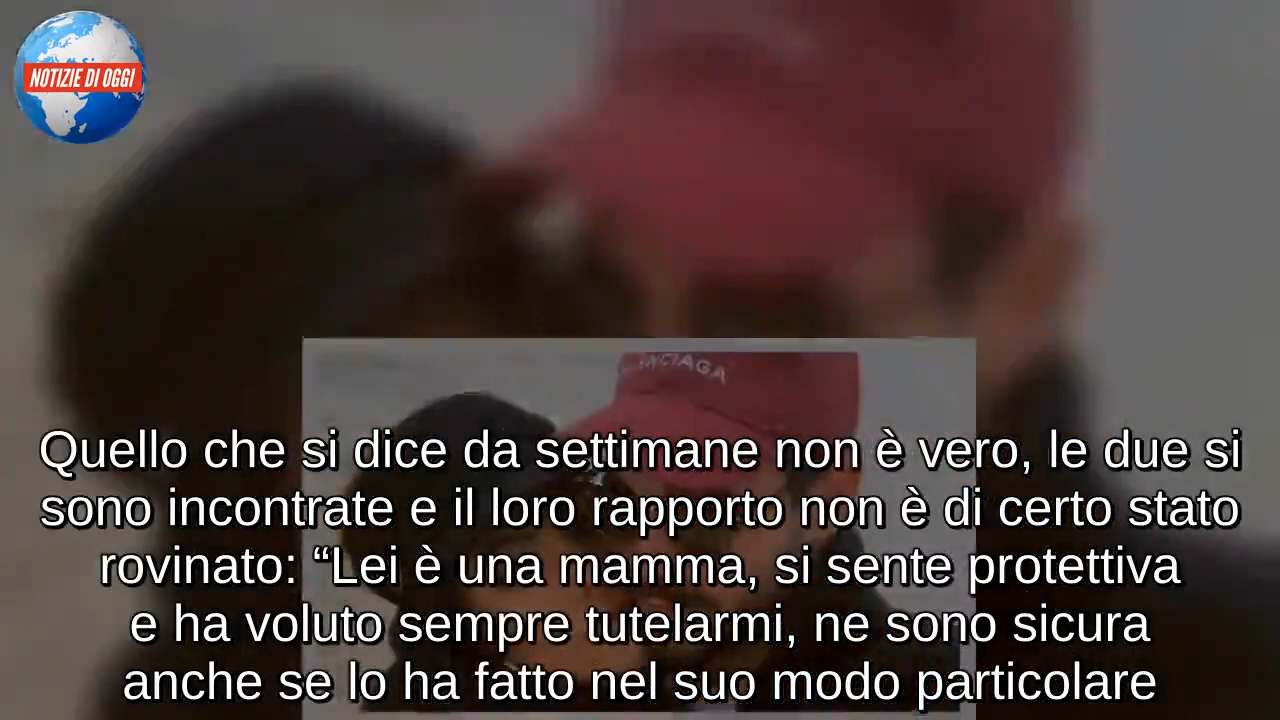 NOTIZIE DI OGGI
Quello che si dice da settimane non è vero, le due si
sono incontrate e il loro rapporto non è di certo stato
rovinato: “Lei è una mamma, si sente protettiva
e ha voluto sempre tutelarmi, ne sono sicura
anche se lo ha fatto nel suo modo particolare